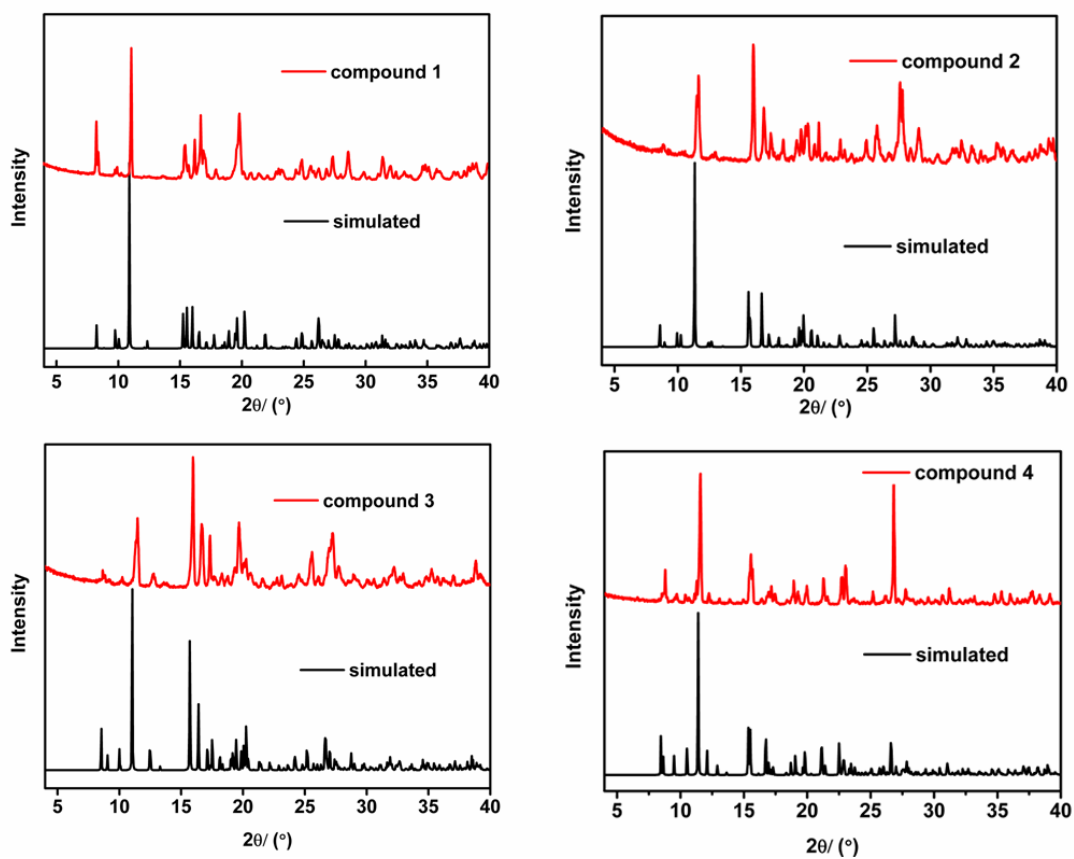 Intensity
compound 1
simulated
5 10 15 20 25 30 35 40
2θ/ (°)
Intensity
compound 2
simulated
5 10 15 20 25 30 35 40
2θ/ (°)
Intensity
compound 3
simulated
5 10 15 20 25 30 35 40
2θ/ (°)
Intensity
compound 4
simulated
5 10 15 20 25 30 35 40
2θ/ (°)